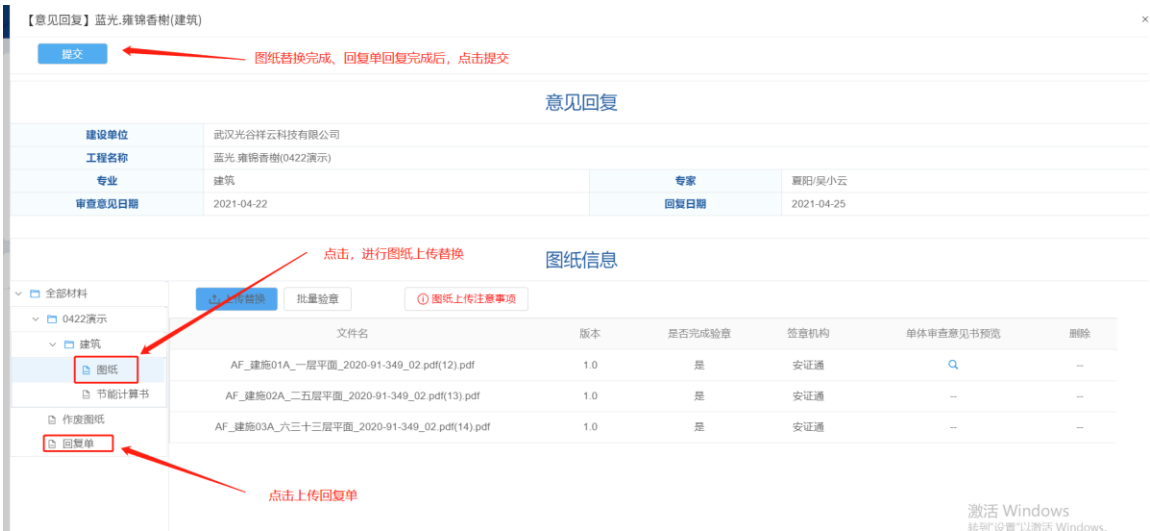 【意见回复】蓝光.雍锦香榭(建筑)
×
提交
图纸替换完成、回复单回复完成后，点击提交
意见回复
建设单位 武汉光谷祥云科技有限公司
工程名称 蓝光.雍锦香榭(0422演示)
专业 建筑 专家 夏阳/吴小云
审查意见日期 2021-04-22 回复日期 2021-04-25
点击，进行图纸上传替换
图纸信息
全部材料
0422演示
建筑
图纸
节能计算书
作废图纸
回复单
上传替换 批量验章 图纸上传注意事项
文件名 版本 是否完成验章 签章机构 单体审查意见书预览 删除
AF_建施01A_一层平面_2020-91-349_02.pdf(12).pdf 1.0 是 安证通 --
AF_建施02A_二五层平面_2020-91-349_02.pdf(13).pdf 1.0 是 安证通 -- --
AF_建施03A_六三十三层平面_2020-91-349_02.pdf(14).pdf 1.0 是 安证通 -- --
点击上传回复单
激活 Windows
转到"设置"以激活 Windows。